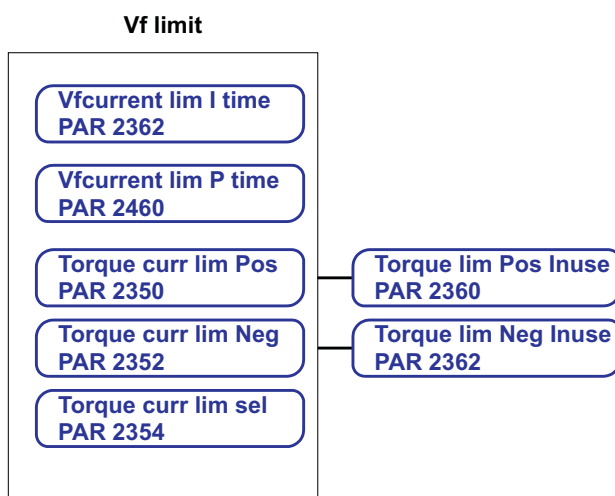 Vf limit
Vfcurrent lim I time
PAR 2362
Vfcurrent lim P time
PAR 2460
Torque curr lim Pos
PAR 2350
Torque lim Pos Inuse
PAR 2360
Torque curr lim Neg
PAR 2352
Torque lim Neg Inuse
PAR 2362
Torque curr lim sel
PAR 2354